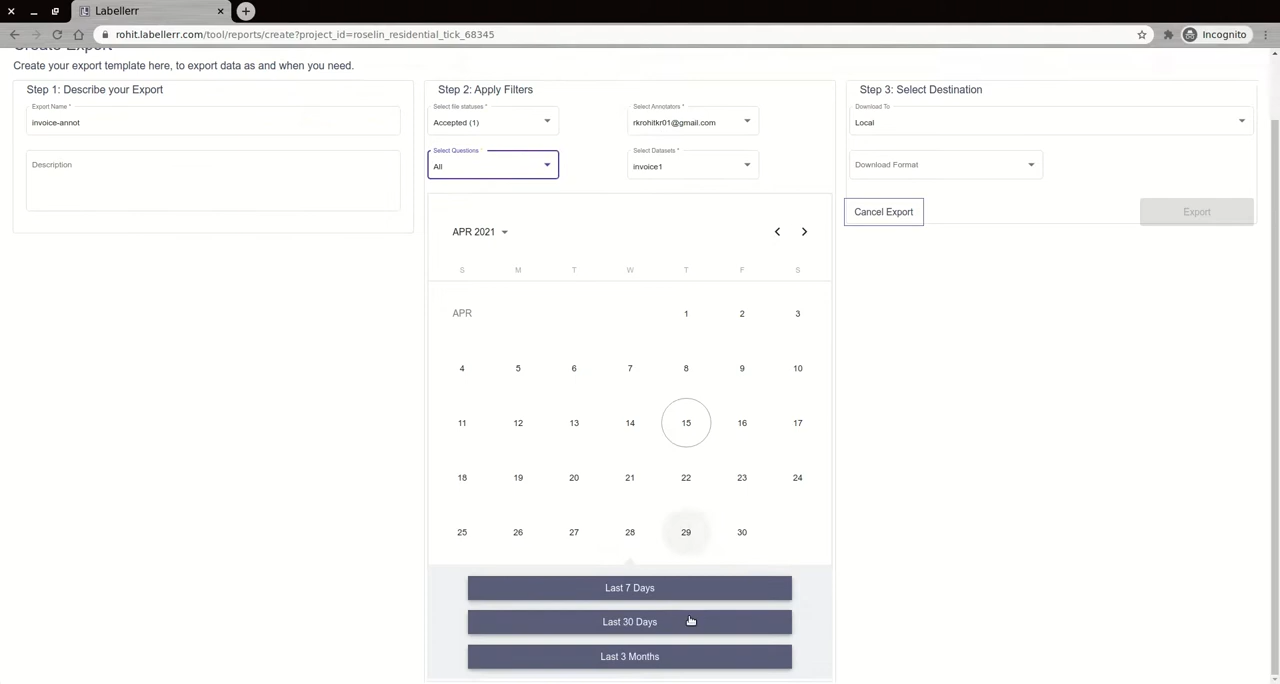 Labellerr
rohit.labellerr.com/tool/reports/create?project_id=roselin_residential_tick_68345
Incognito
Create Export
Create your export template here, to export data as and when you need.
Step 1: Describe your Export
Export Name *
invoice-annot
Description
Step 2: Apply Filters
Select file statuses *
Accepted (1)
Select Annotators *
rkrohitkr01@gmail.com
Select Questions *
All
Select Datasets *
invoice1
APR 2021
S M T W T F S
APR 1 2 3
4 5 6 7 8 9 10
11 12 13 14 15 16 17
18 19 20 21 22 23 24
25 26 27 28 29 30
Last 7 Days
Last 30 Days
Last 3 Months
Step 3: Select Destination
Download To
Local
Download Format
Cancel Export
Export